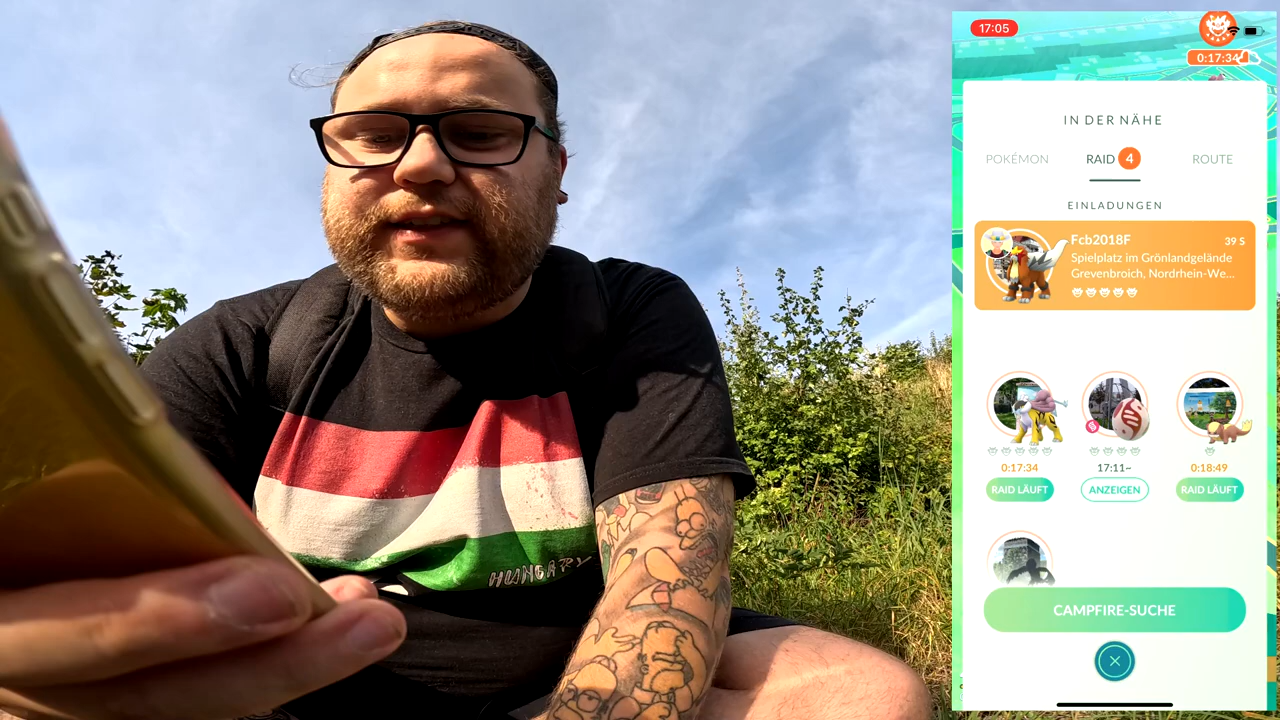 17:05
0:17:34
IN DER NÄHE
POKÉMON
RAID 4
ROUTE
EINLADUNGEN
Fcb2018F
39 S
Spielplatz im Grönlandgelände
Grevenbroich, Nordrhein-We...
0:17:34
17:11~
0:18:49
RAID LÄUFT
ANZEIGEN
RAID LÄUFT
CAMPFIRE-SUCHE
HUNGARY